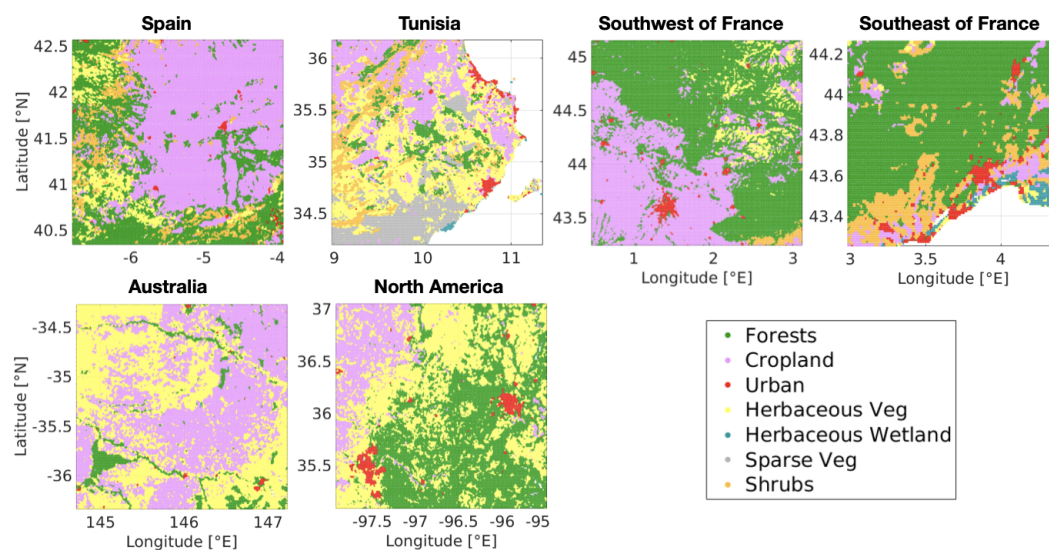 Spain
Tunisia
Southwest of France
Southeast of France
Latitude [°N]
42.5
42
41.5
41
40.5
-6
-5
-4
36
35.5
35
34.5
9
10
11
45
44.5
44
43.5
1
2
3
Longitude [°E]
44.2
44
43.8
43.6
43.4
3
3.5
4
Longitude [°E]
Australia
North America
Latitude [°N]
-34.5
-35
-35.5
-36
145
146
147
Longitude [°E]
37
36.5
36
35.5
-97.5
-97
-96.5
-96
-95
Longitude [°E]
Forests
Cropland
Urban
Herbaceous Veg
Herbaceous Wetland
Sparse Veg
Shrubs